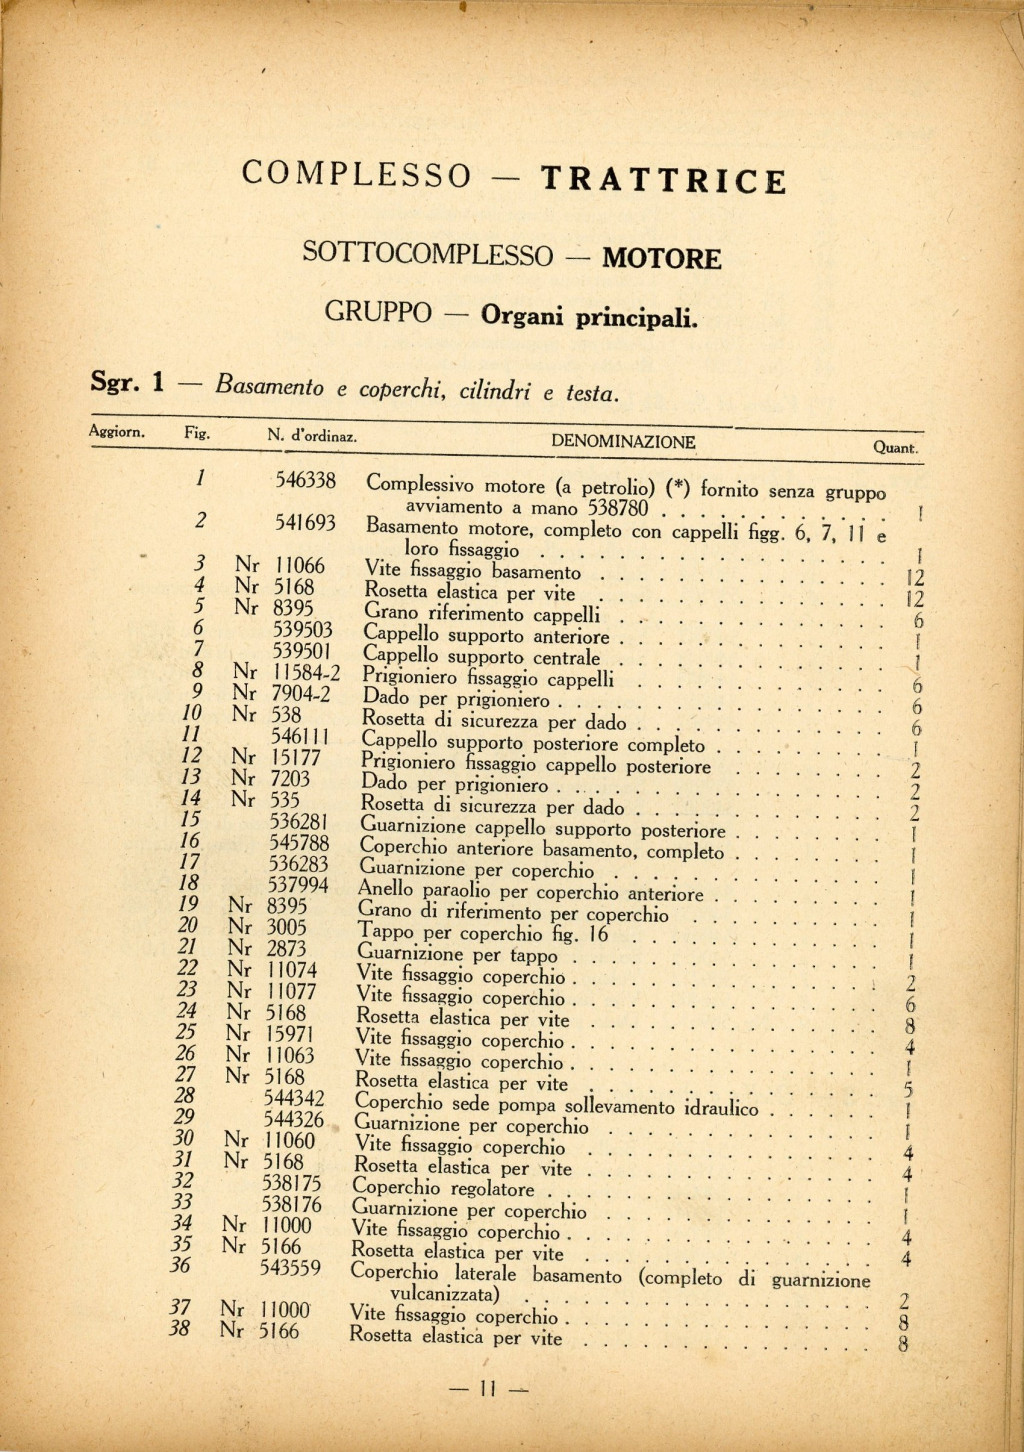 COMPLESSO — TRATTRICE
SOTTOCOMPLESSO — MOTORE
GRUPPO — Organi principali.
Sgr. 1 — Basamento e coperchi, cilindri e testa.
Aggiorn. Fig. N. d'ordinaz. DENOMINAZIONE Quant.
1 546338 Complessivo motore (a petrolio) (*) fornito senza gruppo
avviamento a mano 538780 . . . . . . . . . . . . 1
2 541693 Basamento motore, completo con cappelli figg. 6, 7, 11 e
loro fissaggio . . . . . . . . . . . . . . . . . . 1
3 Nr 11066 Vite fissaggio basamento . . . . . . . . . . . . . . . 12
4 Nr 5168 Rosetta elastica per vite . . . . . . . . . . . . . . . 12
5 Nr 8395 Grano riferimento cappelli . . . . . . . . . . . . . . 6
6 539503 Cappello supporto anteriore . . . . . . . . . . . . . . 1
7 539501 Cappello supporto centrale . . . . . . . . . . . . . . 1
8 Nr 11584-2 Prigioniero fissaggio cappelli . . . . . . . . . . . . . 6
9 Nr 7904-2 Dado per prigioniero . . . . . . . . . . . . . . . . . 6
10 Nr 538 Rosetta di sicurezza per dado . . . . . . . . . . . . . 6
11 546111 Cappello supporto posteriore completo . . . . . . . . . 1
12 Nr 15177 Prigioniero fissaggio cappello posteriore . . . . . . . . 2
13 Nr 7203 Dado per prigioniero . . . . . . . . . . . . . . . . . 2
14 Nr 535 Rosetta di sicurezza per dado . . . . . . . . . . . . . 2
15 536281 Guarnizione cappello supporto posteriore . . . . . . . . 1
16 545788 Coperchio anteriore basamento, completo . . . . . . . . 1
17 536283 Guarnizione per coperchio . . . . . . . . . . . . . . 1
18 537994 Anello paraolio per coperchio anteriore . . . . . . . . . 1
19 Nr 8395 Grano di riferimento per coperchio . . . . . . . . . . 1
20 Nr 3005 Tappo per coperchio fig. 16 . . . . . . . . . . . . . 1
21 Nr 2873 Guarnizione per tappo . . . . . . . . . . . . . . . . 1
22 Nr 11074 Vite fissaggio coperchio . . . . . . . . . . . . . . . . 2
23 Nr 11077 Vite fissaggio coperchio . . . . . . . . . . . . . . . . 6
24 Nr 5168 Rosetta elastica per vite . . . . . . . . . . . . . . . 8
25 Nr 15971 Vite fissaggio coperchio . . . . . . . . . . . . . . . . 4
26 Nr 11063 Vite fissaggio coperchio . . . . . . . . . . . . . . . . 1
27 Nr 5168 Rosetta elastica per vite . . . . . . . . . . . . . . . 5
28 544342 Coperchio sede pompa sollevamento idraulico . . . . . . 1
29 544326 Guarnizione per coperchio . . . . . . . . . . . . . . 1
30 Nr 11060 Vite fissaggio coperchio . . . . . . . . . . . . . . . 4
31 Nr 5168 Rosetta elastica per vite . . . . . . . . . . . . . . . 4
32 538175 Coperchio regolatore . . . . . . . . . . . . . . . . . 1
33 538176 Guarnizione per coperchio . . . . . . . . . . . . . . 1
34 Nr 11000 Vite fissaggio coperchio . . . . . . . . . . . . . . . . 4
35 Nr 5166 Rosetta elastica per vite . . . . . . . . . . . . . . . 4
36 543559 Coperchio laterale basamento (completo di guarnizione
vulcanizzata) . . . . . . . . . . . . . . . . . . 2
37 Nr 11000 Vite fissaggio coperchio . . . . . . . . . . . . . . . . 8
38 Nr 5166 Rosetta elastica per vite . . . . . . . . . . . . . . . 8
— 11 —